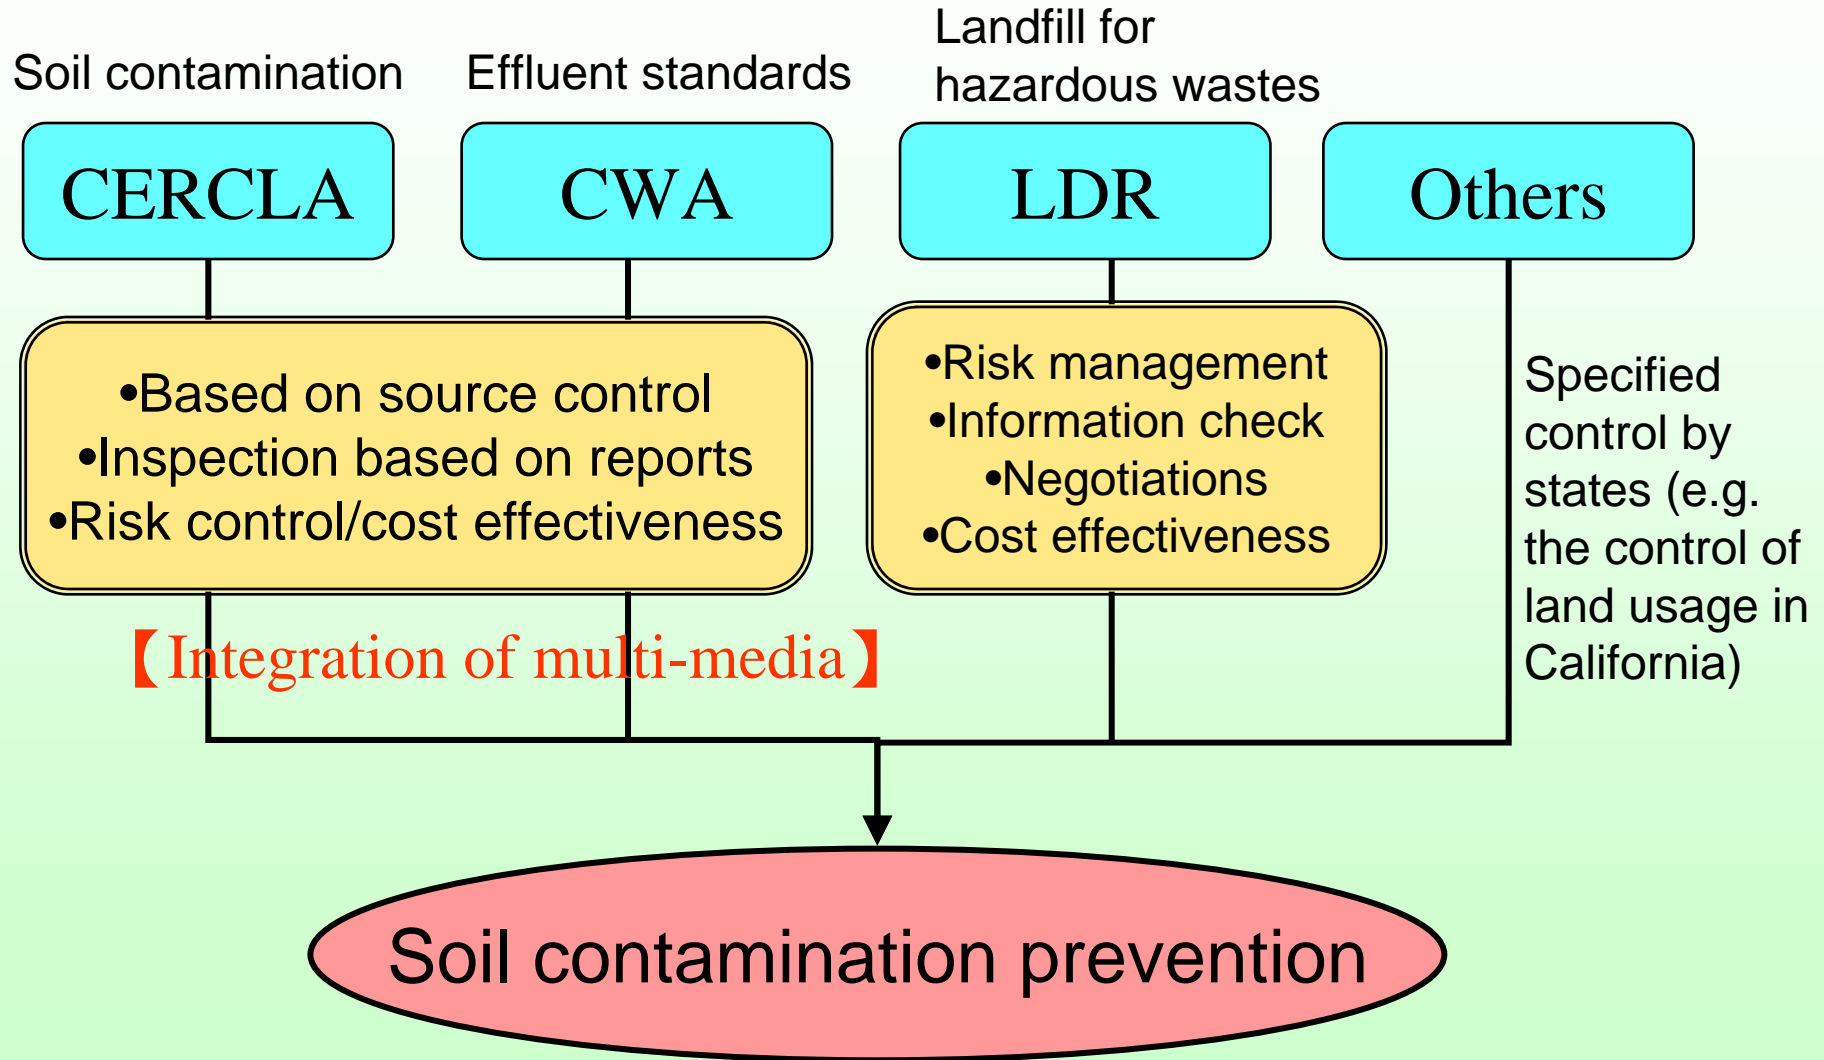 Soil contamination
Effluent standards
Landfill for
hazardous wastes
CERCLA
CWA
LDR
Others
•Based on source control
•Inspection based on reports
•Risk control/cost effectiveness
•Risk management
•Information check
•Negotiations
•Cost effectiveness
Specified
control by
states (e.g.
the control of
land usage in
California)
【Integration of multi-media】
Soil contamination prevention